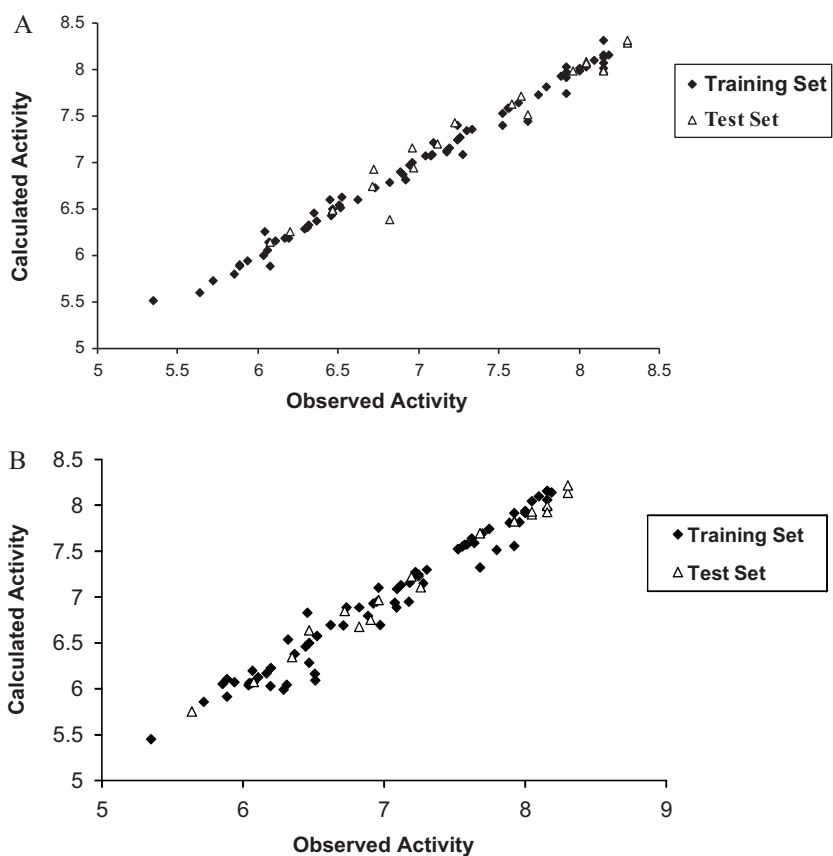 A
8.5
8
7.5
7
6.5
6
5.5
5
Calculated Activity
5 5.5 6 6.5 7 7.5 8 8.5
Observed Activity
Training Set
Test Set
B
8.5
8
7.5
7
6.5
6
5.5
5
Calculated Activity
5 6 7 8 9
Observed Activity
Training Set
Test Set